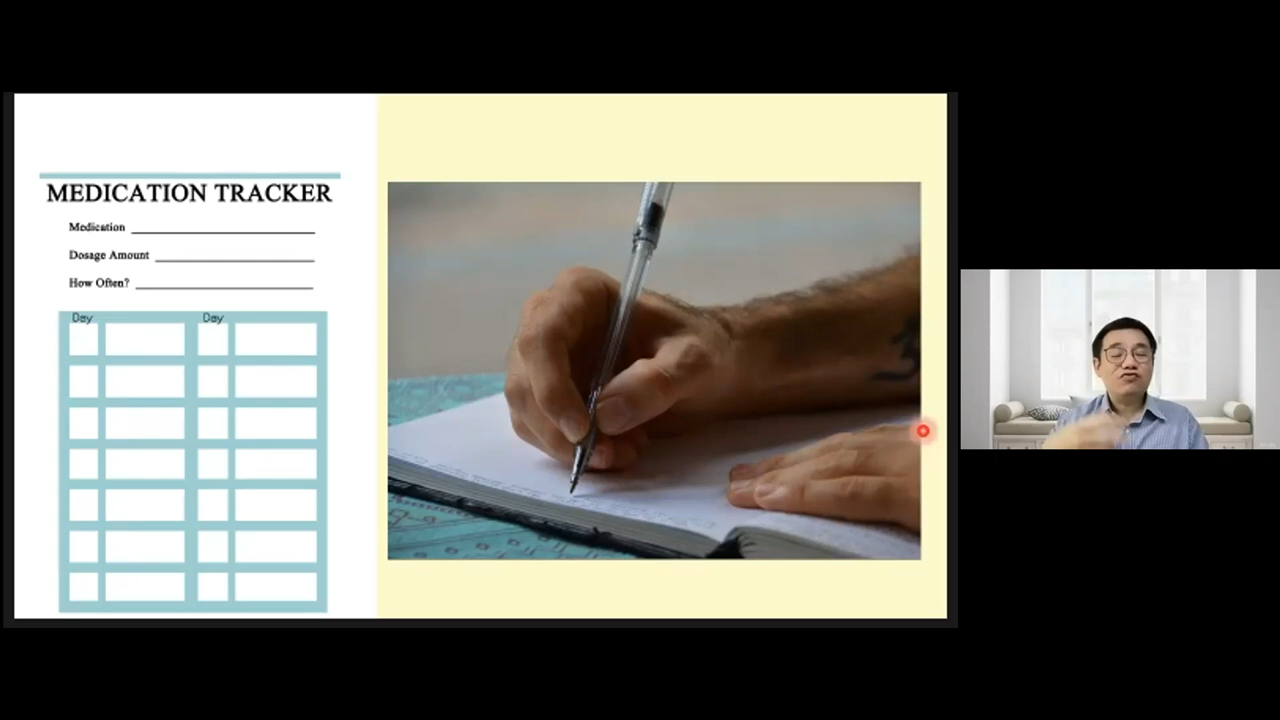 MEDICATION TRACKER
Medication
Dosage Amount
How Often?
Day Day